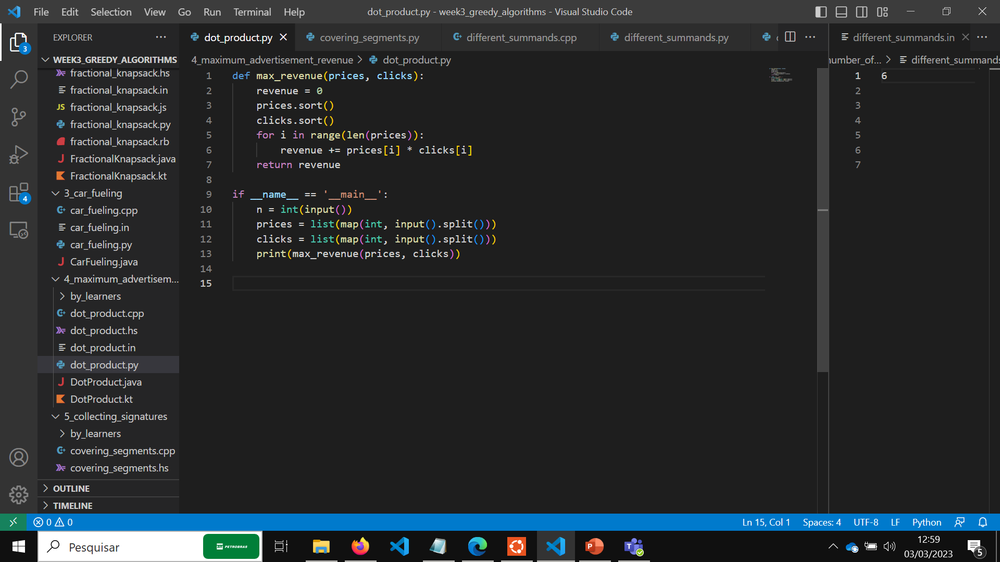 File Edit Selection View Go Run Terminal Help
dot_product.py - week3_greedy_algorithms - Visual Studio Code
EXPLORER
3
4
WEEK3_GREEDY_ALGORITHMS
fractional_knapsack.hs
fractional_knapsack.in
JS fractional_knapsack.js
fractional_knapsack.py
fractional_knapsack.rb
J FractionalKnapsack.java
FractionalKnapsack.kt
3_car_fueling
car_fueling.cpp
car_fueling.in
car_fueling.py
J CarFueling.java
4_maximum_advertisem...
by_learners
dot_product.cpp
dot_product.hs
dot_product.in
dot_product.py
J DotProduct.java
DotProduct.kt
5_collecting_signatures
by_learners
covering_segments.cpp
covering_segments.hs
OUTLINE
TIMELINE
dot_product.py covering_segments.py different_summands.cpp different_summands.py
4_maximum_advertisement_revenue > dot_product.py
1 def max_revenue(prices, clicks):
2 revenue = 0
3 prices.sort()
4 clicks.sort()
5 for i in range(len(prices)):
6 revenue += prices[i] * clicks[i]
7 return revenue
8
9 if __name__ == '__main__':
10 n = int(input())
11 prices = list(map(int, input().split()))
12 clicks = list(map(int, input().split()))
13 print(max_revenue(prices, clicks))
14
15
different_summands.in
umber_of... > different_summands
1 6
2
3
4
5
6
7
0 0
Ln 15, Col 1 Spaces: 4 UTF-8 LF Python
Pesquisar
BR PETROBRAS
12:59
03/03/2023
5